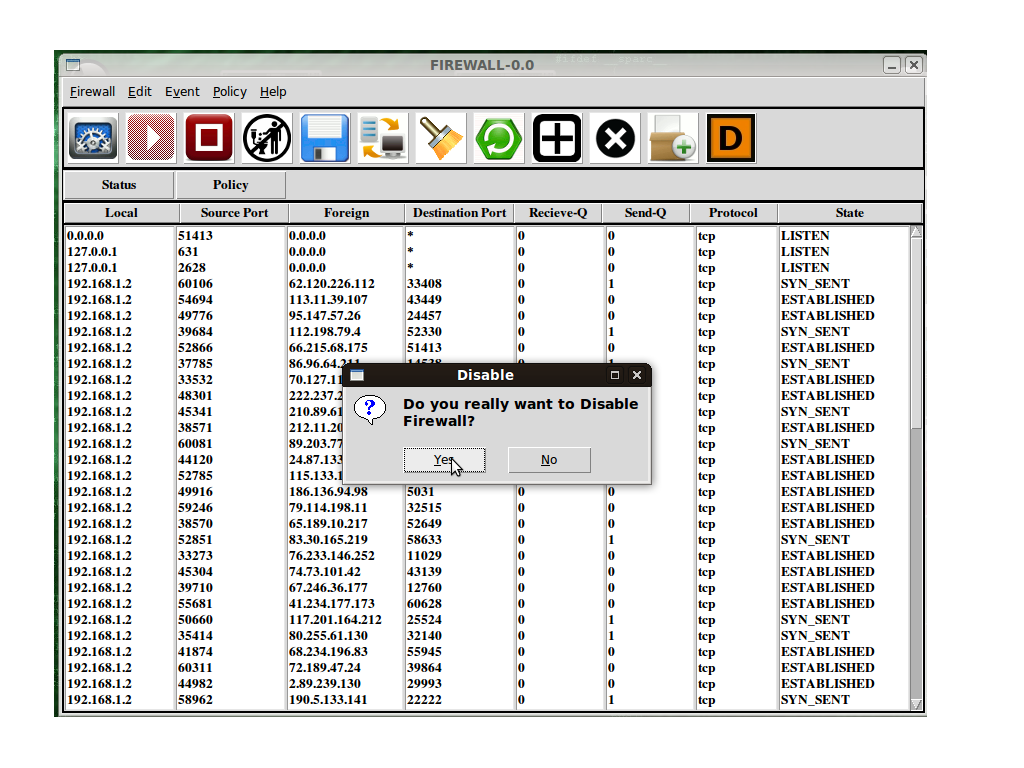 FIREWALL-0.0
Firewall Edit Event Policy Help
D
Status Policy
Local Source Port Foreign Destination Port Recieve-Q Send-Q Protocol State
0.0.0.0 51413 0.0.0.0 * 0 0 tcp LISTEN
127.0.0.1 631 0.0.0.0 * 0 0 tcp LISTEN
127.0.0.1 2628 0.0.0.0 * 0 0 tcp LISTEN
192.168.1.2 60106 62.120.226.112 33408 0 1 tcp SYN_SENT
192.168.1.2 54694 113.11.39.107 43449 0 0 tcp ESTABLISHED
192.168.1.2 49776 95.147.57.26 24457 0 0 tcp ESTABLISHED
192.168.1.2 39684 112.198.79.4 52330 0 1 tcp SYN_SENT
192.168.1.2 52866 66.215.68.175 51413 0 0 tcp ESTABLISHED
192.168.1.2 37785 tcp SYN_SENT
192.168.1.2 33532 70.127.11 tcp ESTABLISHED
192.168.1.2 48301 222.237.2 tcp ESTABLISHED
192.168.1.2 45341 210.89.61 tcp SYN_SENT
192.168.1.2 38571 212.11.20 tcp ESTABLISHED
192.168.1.2 60081 89.203.77 tcp SYN_SENT
192.168.1.2 44120 24.87.133 tcp ESTABLISHED
192.168.1.2 52785 115.133.1 tcp ESTABLISHED
Disable
Do you really want to Disable
Firewall?
Yes No
192.168.1.2 49916 186.136.94.98 5031 0 0 tcp ESTABLISHED
192.168.1.2 59246 79.114.198.11 32515 0 0 tcp ESTABLISHED
192.168.1.2 38570 65.189.10.217 52649 0 0 tcp ESTABLISHED
192.168.1.2 52851 83.30.165.219 58633 0 1 tcp SYN_SENT
192.168.1.2 33273 76.233.146.252 11029 0 0 tcp ESTABLISHED
192.168.1.2 45304 74.73.101.42 43139 0 0 tcp ESTABLISHED
192.168.1.2 39710 67.246.36.177 12760 0 0 tcp ESTABLISHED
192.168.1.2 55681 41.234.177.173 60628 0 0 tcp ESTABLISHED
192.168.1.2 50660 117.201.164.212 25524 0 1 tcp SYN_SENT
192.168.1.2 35414 80.255.61.130 32140 0 1 tcp SYN_SENT
192.168.1.2 41874 68.234.196.83 55945 0 0 tcp ESTABLISHED
192.168.1.2 60311 72.189.47.24 39864 0 0 tcp ESTABLISHED
192.168.1.2 44982 2.89.239.130 29993 0 0 tcp ESTABLISHED
192.168.1.2 58962 190.5.133.141 22222 0 1 tcp SYN_SENT